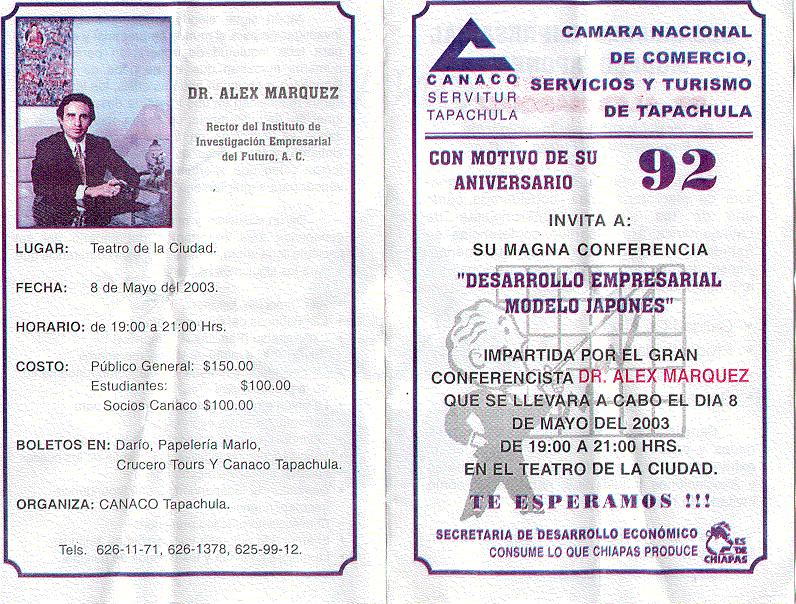 DR. ALEX MARQUEZ
Rector del Instituto de
Investigación Empresarial
del Futuro, A. C.
LUGAR: Teatro de la Ciudad.
FECHA: 8 de Mayo del 2003.
HORARIO: de 19:00 a 21:00 Hrs.
COSTO: Público General: $150.00
Estudiantes: $100.00
Socios Canaco $100.00
BOLETOS EN: Darío, Papelería Marlo,
Crucero Tours Y Canaco Tapachula.
ORGANIZA: CANACO Tapachula.
Tels. 626-11-71, 626-1378, 625-99-12.
CANACO
SERVITUR
TAPACHULA
CAMARA NACIONAL
DE COMERCIO,
SERVICIOS Y TURISMO
DE TAPACHULA
CON MOTIVO DE SU
ANIVERSARIO
92
INVITA A:
SU MAGNA CONFERENCIA
"DESARROLLO EMPRESARIAL
MODELO JAPONES"
IMPARTIDA POR EL GRAN
CONFERENCISTA DR. ALEX MARQUEZ
QUE SE LLEVARA A CABO EL DIA 8
DE MAYO DEL 2003
DE 19:00 A 21:00 HRS.
EN EL TEATRO DE LA CIUDAD.
TE ESPERAMOS !!!
SECRETARIA DE DESARROLLO ECONÓMICO
CONSUME LO QUE CHIAPAS PRODUCE
ES
DE
CHIAPAS